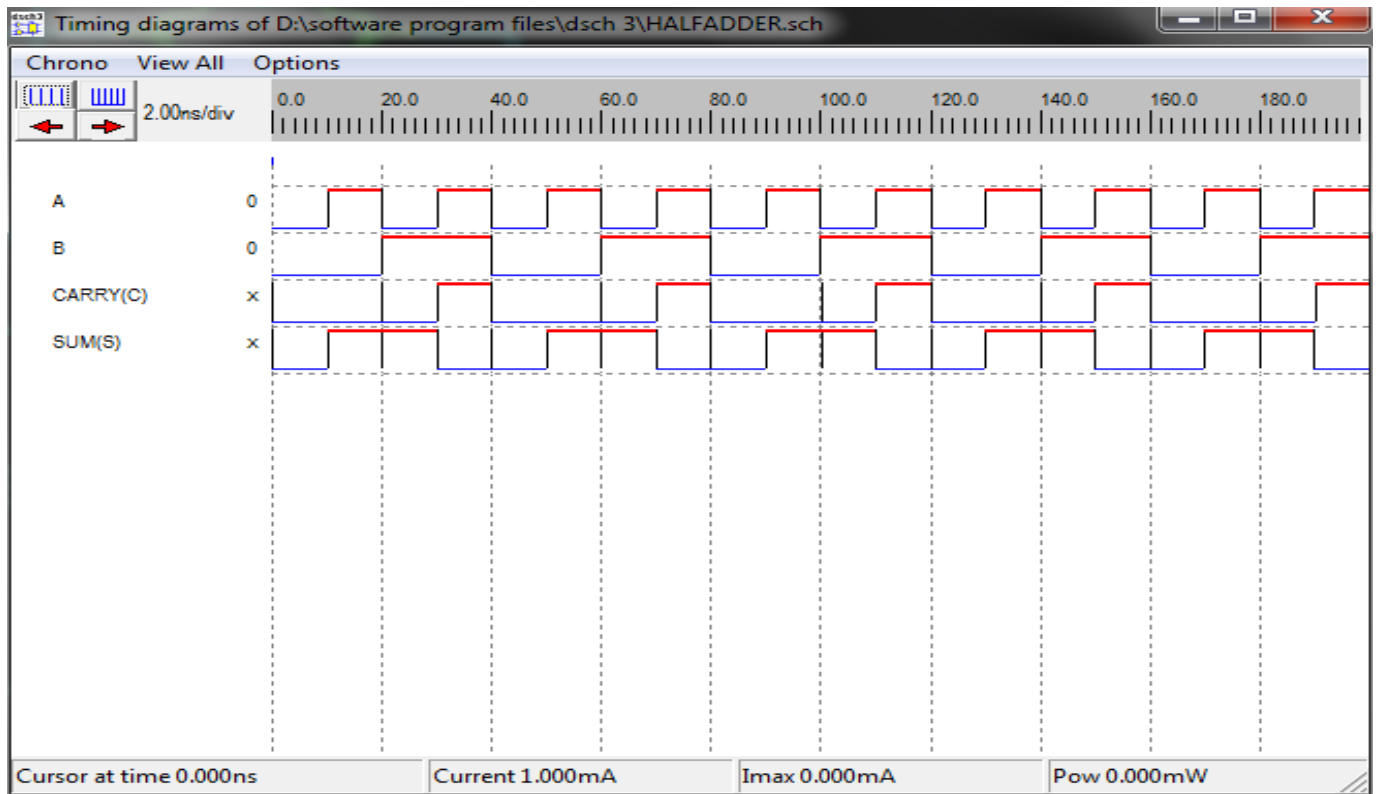 dsch3 Timing diagrams of D:\software program files\dsch 3\HALFADDER.sch
Chrono View All Options
2.00ns/div 0.0 20.0 40.0 60.0 80.0 100.0 120.0 140.0 160.0 180.0
A 0
B 0
CARRY(C) x
SUM(S) x
Cursor at time 0.000ns Current 1.000mA Imax 0.000mA Pow 0.000mW